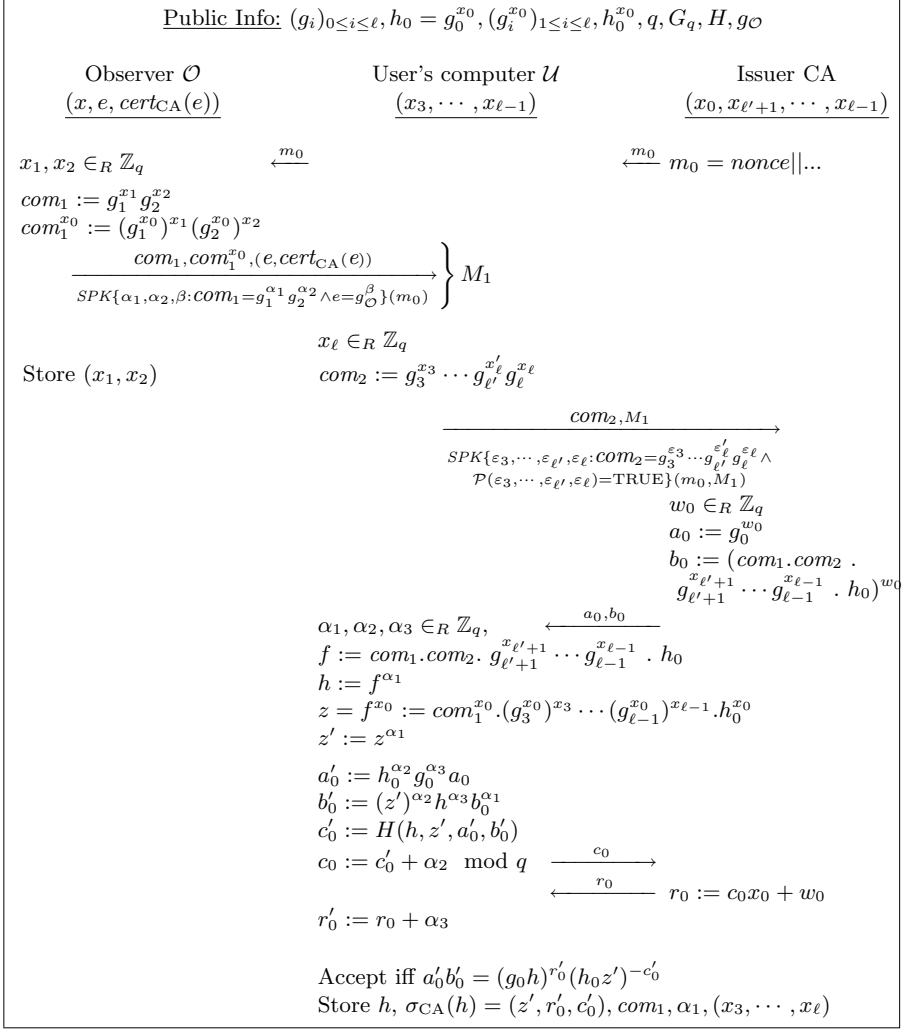 Public Info: (g_i)_{0≤i≤ℓ}, h_0 = g_0^{x_0}, (g_i^{x_0})_{1≤i≤ℓ}, h_0^{x_0}, q, G_q, H, g_𝒪
Observer 𝒪 User's computer 𝒰 Issuer CA
(x, e, cert_{CA}(e)) (x_3, ⋯ , x_{ℓ−1}) (x_0, x_{ℓ′+1}, ⋯ , x_{ℓ−1})
x_1, x_2 ∈_R ℤ_q ←^{m_0} ←^{m_0} m_0 = nonce||...
com_1 := g_1^{x_1} g_2^{x_2}
com_1^{x_0} := (g_1^{x_0})^{x_1} (g_2^{x_0})^{x_2}
com_1, com_1^{x_0}, (e, cert_{CA}(e))
SPK{α_1, α_2, β : com_1 = g_1^{α_1} g_2^{α_2} ∧ e = g_𝒪^β}(m_0) } M_1
x_ℓ ∈_R ℤ_q
Store (x_1, x_2) com_2 := g_3^{x_3} ⋯ g_{ℓ′}^{x′_ℓ} g_ℓ^{x_ℓ}
com_2, M_1
SPK{ε_3, ⋯ , ε_{ℓ′}, ε_ℓ : com_2 = g_3^{ε_3} ⋯ g_{ℓ′}^{ε′_ℓ} g_ℓ^{ε_ℓ} ∧
𝒫(ε_3, ⋯ , ε_{ℓ′}, ε_ℓ) = TRUE}(m_0, M_1)
w_0 ∈_R ℤ_q
a_0 := g_0^{w_0}
b_0 := (com_1.com_2 .
g_{ℓ′+1}^{x_{ℓ′+1}} ⋯ g_{ℓ−1}^{x_{ℓ−1}} . h_0)^{w_0}
α_1, α_2, α_3 ∈_R ℤ_q, ←^{a_0, b_0}
f := com_1.com_2. g_{ℓ′+1}^{x_{ℓ′+1}} ⋯ g_{ℓ−1}^{x_{ℓ−1}} . h_0
h := f^{α_1}
z = f^{x_0} := com_1^{x_0}.(g_3^{x_0})^{x_3} ⋯ (g_{ℓ−1}^{x_0})^{x_{ℓ−1}}.h_0^{x_0}
z′ := z^{α_1}
a′_0 := h_0^{α_2} g_0^{α_3} a_0
b′_0 := (z′)^{α_2} h^{α_3} b_0^{α_1}
c′_0 := H(h, z′, a′_0, b′_0)
c_0 := c′_0 + α_2 mod q →^{c_0}
←^{r_0} r_0 := c_0x_0 + w_0
r′_0 := r_0 + α_3
Accept iff a′_0b′_0 = (g_0h)^{r′_0}(h_0z′)^{−c′_0}
Store h, σ_{CA}(h) = (z′, r′_0, c′_0), com_1, α_1, (x_3, ⋯ , x_ℓ)